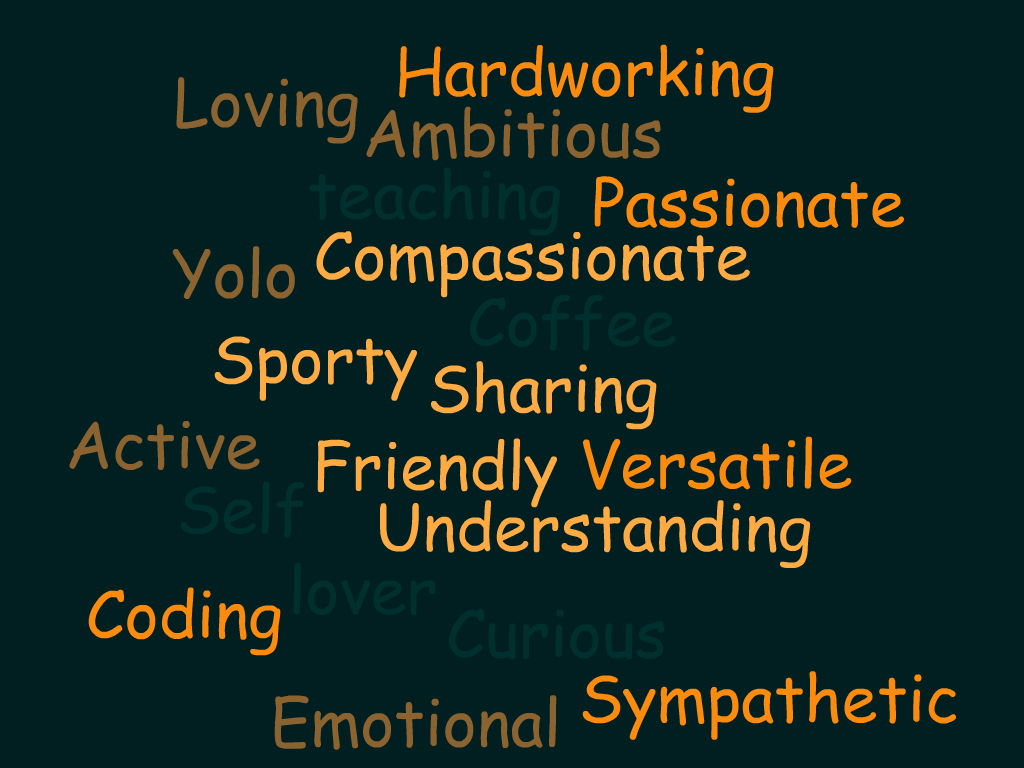 Hardworking
Loving
Ambitious
teaching
Passionate
Compassionate
Yolo
Coffee
Sporty
Sharing
Active
Friendly
Versatile
Self
Understanding
lover
Coding
Curious
Sympathetic
Emotional